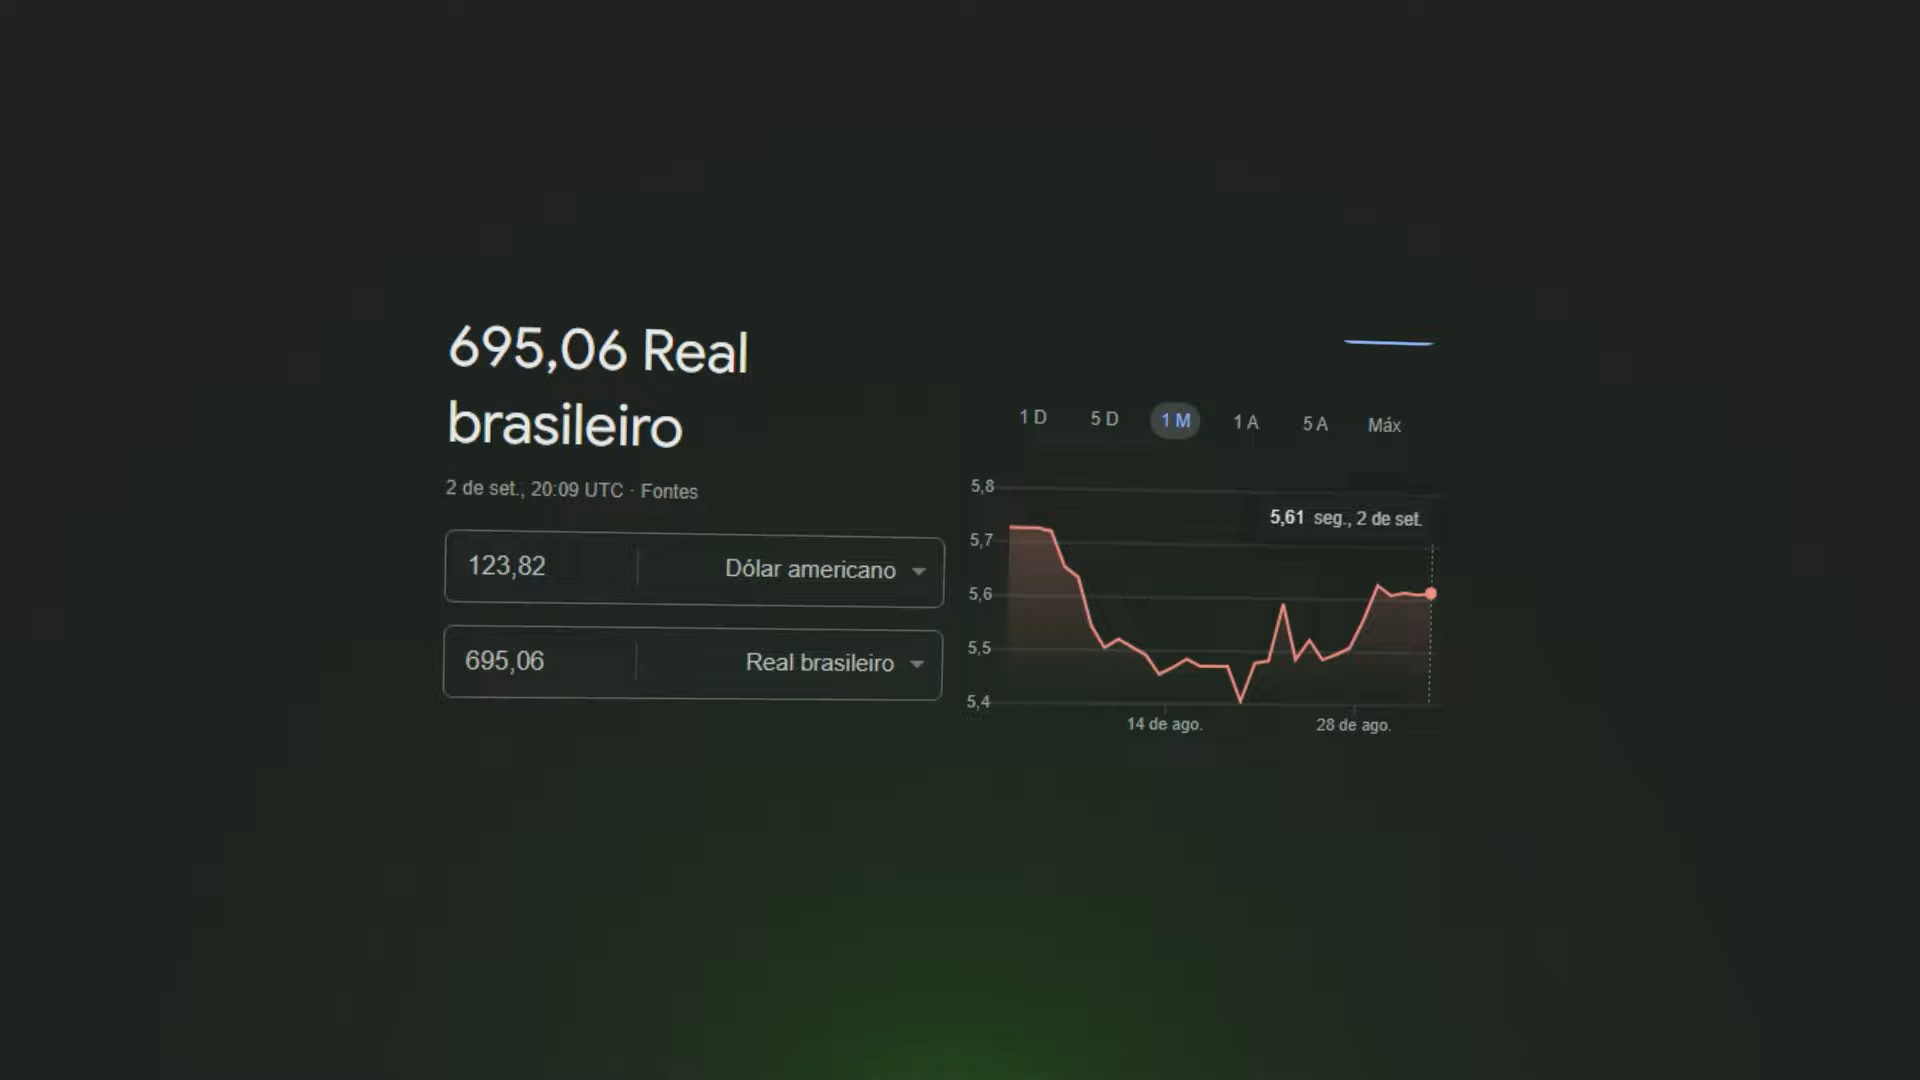 695,06 Real
brasileiro
2 de set., 20:09 UTC · Fontes
123,82 Dólar americano
695,06 Real brasileiro
1 D 5 D 1 M 1 A 5 A Máx
5,61 seg., 2 de set.
5,8
5,7
5,6
5,5
5,4
14 de ago. 28 de ago.